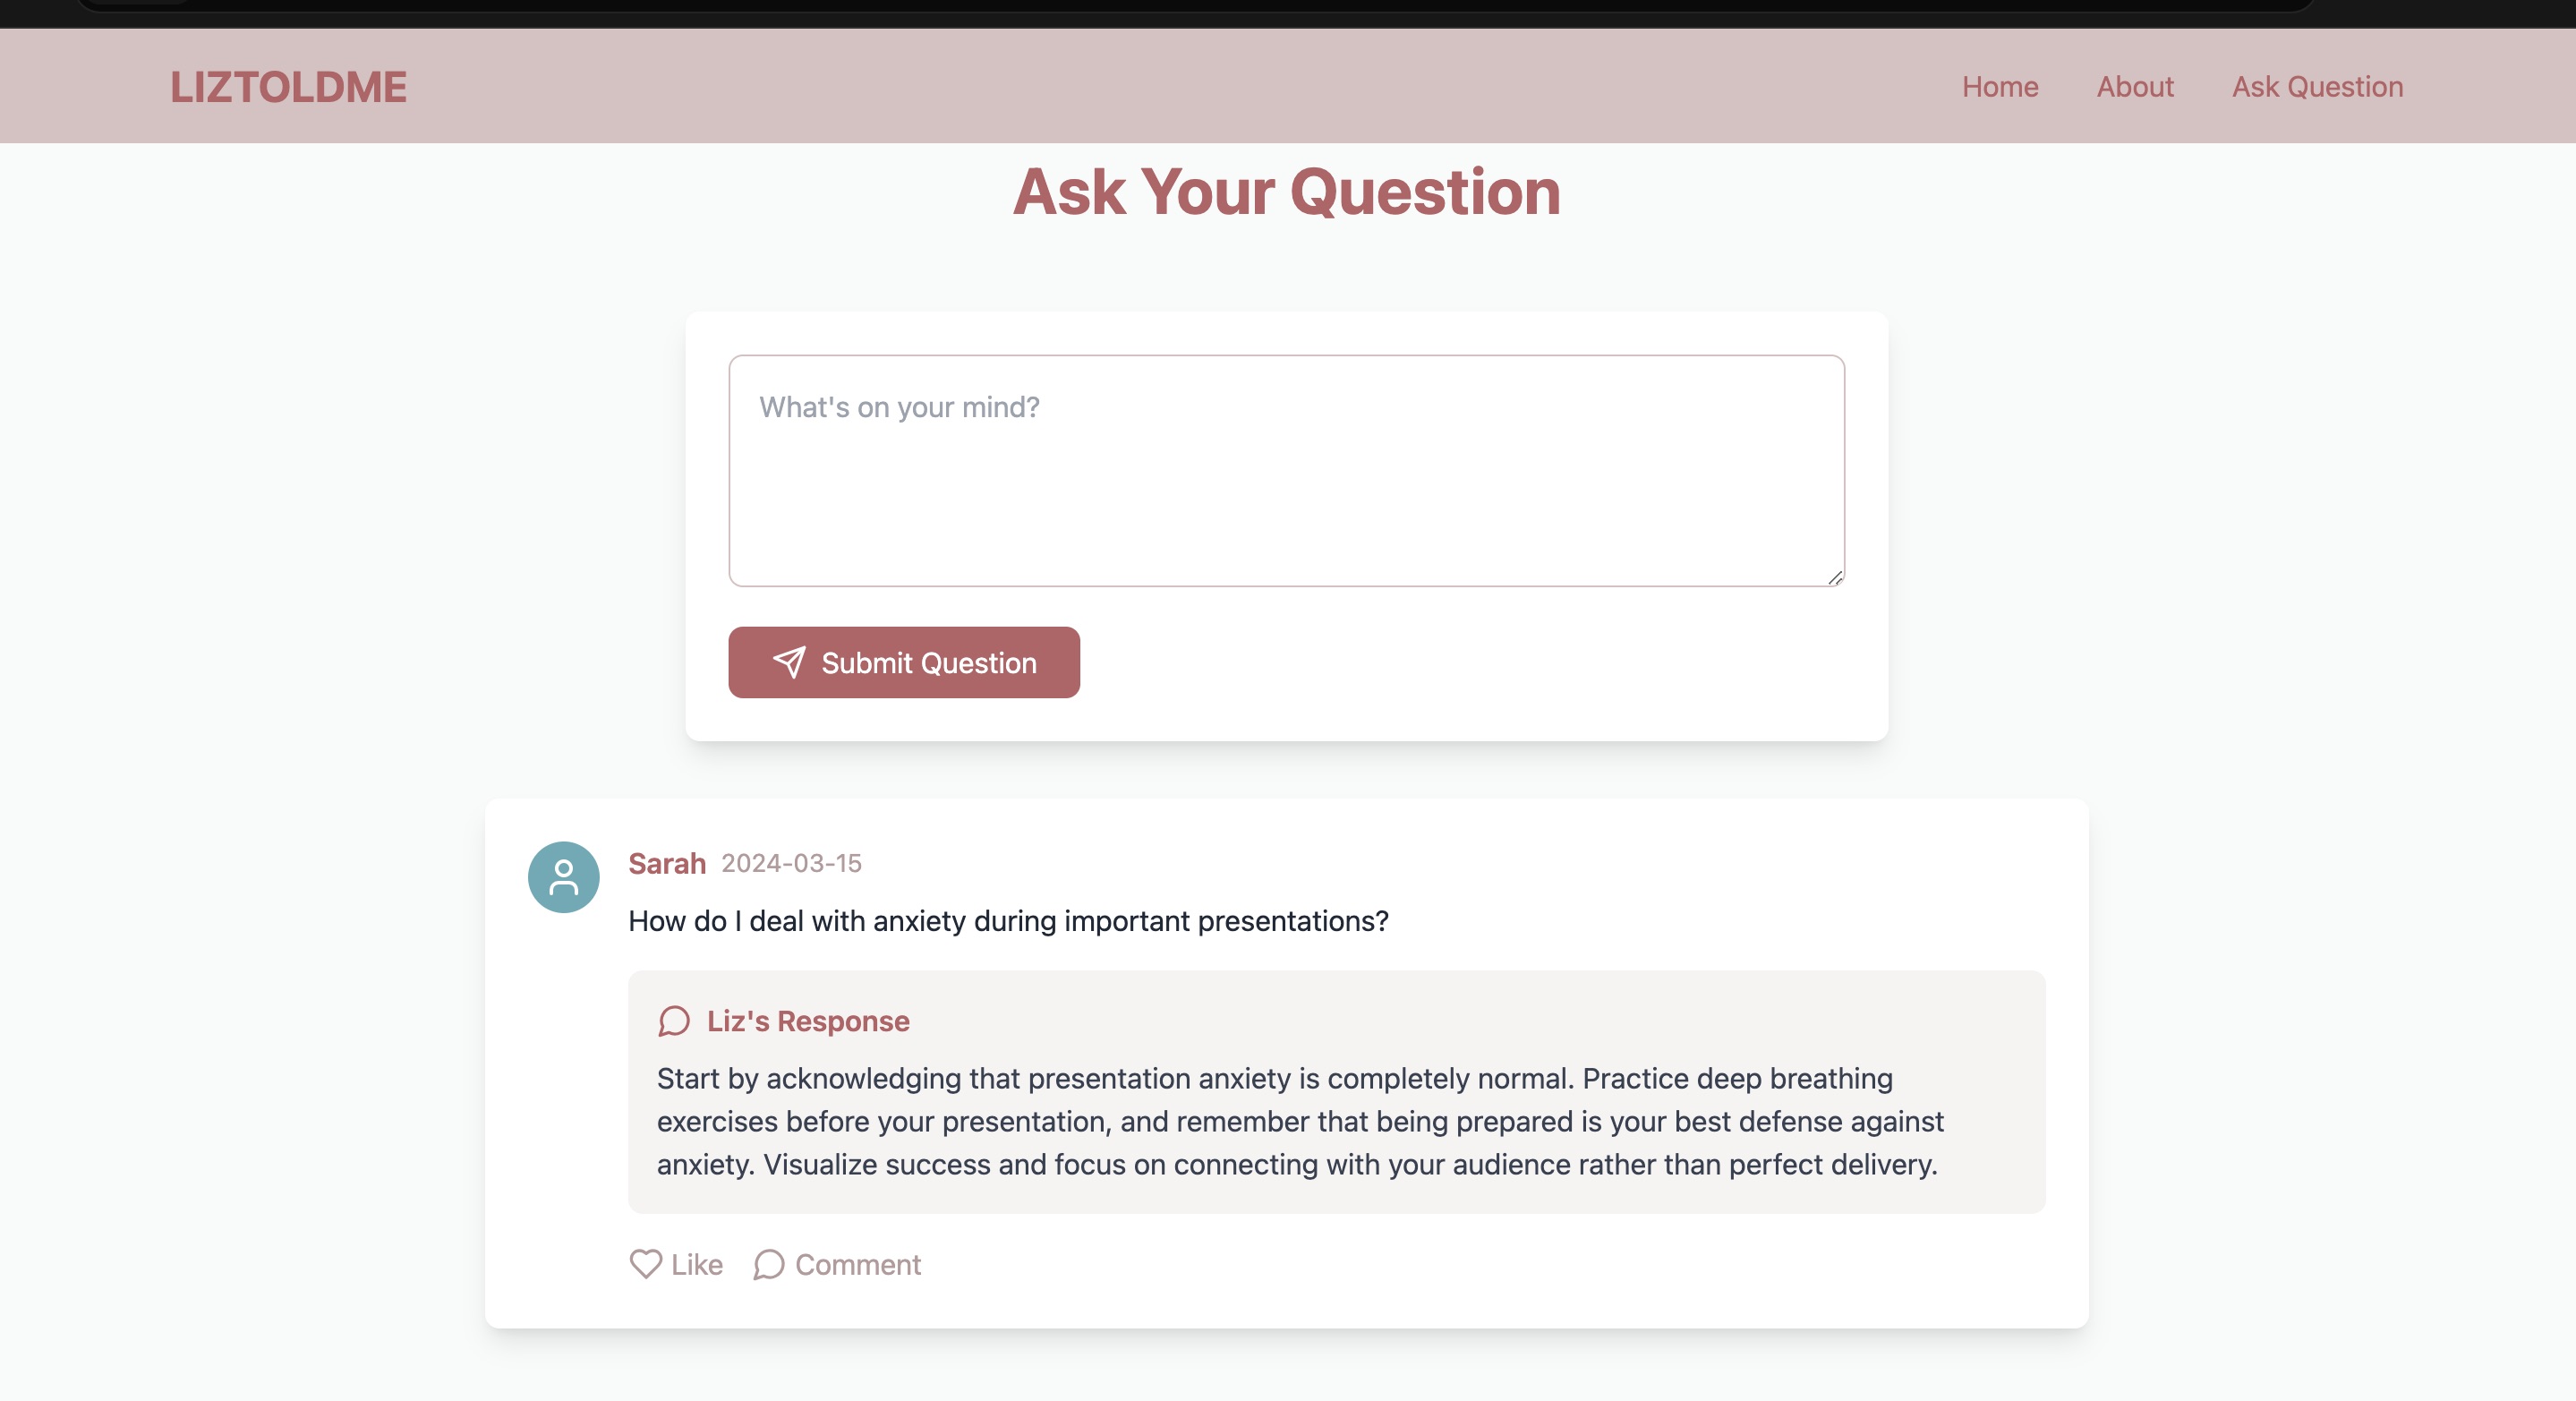 LIZTOLDME
Home
About
Ask Question
Ask Your Question
What's on your mind?
Submit Question
Sarah 2024-03-15
How do I deal with anxiety during important presentations?
Liz's Response
Start by acknowledging that presentation anxiety is completely normal. Practice deep breathing
exercises before your presentation, and remember that being prepared is your best defense against
anxiety. Visualize success and focus on connecting with your audience rather than perfect delivery.
Like
Comment